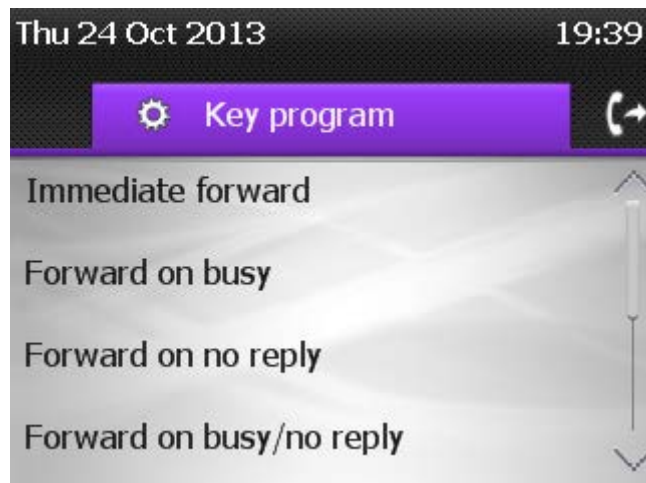 Thu 24 Oct 2013 19:39
Key program
Immediate forward
Forward on busy
Forward on no reply
Forward on busy/no reply